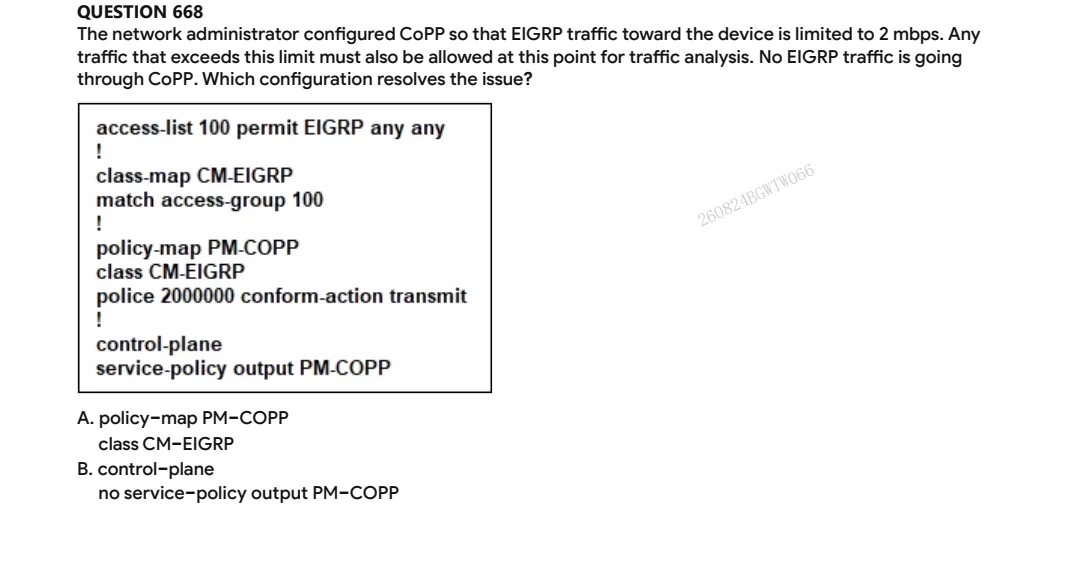 QUESTION 668
The network administrator configured CoPP so that EIGRP traffic toward the device is limited to 2 mbps. Any
traffic that exceeds this limit must also be allowed at this point for traffic analysis. No EIGRP traffic is going
through CoPP. Which configuration resolves the issue?
access-list 100 permit EIGRP any any
!
class-map CM-EIGRP
match access-group 100
!
policy-map PM-COPP
class CM-EIGRP
police 2000000 conform-action transmit
!
control-plane
service-policy output PM-COPP
260824BGWTW066
A. policy-map PM-COPP
class CM-EIGRP
B. control-plane
no service-policy output PM-COPP